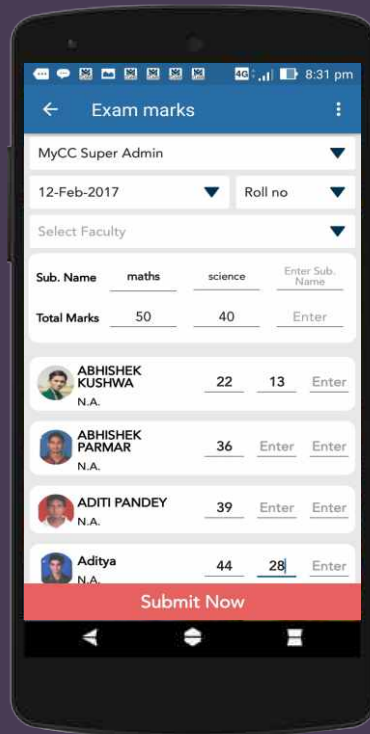 4G 8:31 pm
Exam marks
MyCC Super Admin
12-Feb-2017 Roll no
Select Faculty
Sub. Name maths science Enter Sub. Name
Total Marks 50 40 Enter
ABHISHEK KUSHWA 22 13 Enter
N.A.
ABHISHEK PARMAR 36 Enter Enter
N.A.
ADITI PANDEY 39 Enter Enter
N.A.
Aditya 44 28 Enter
N.A.
Submit Now